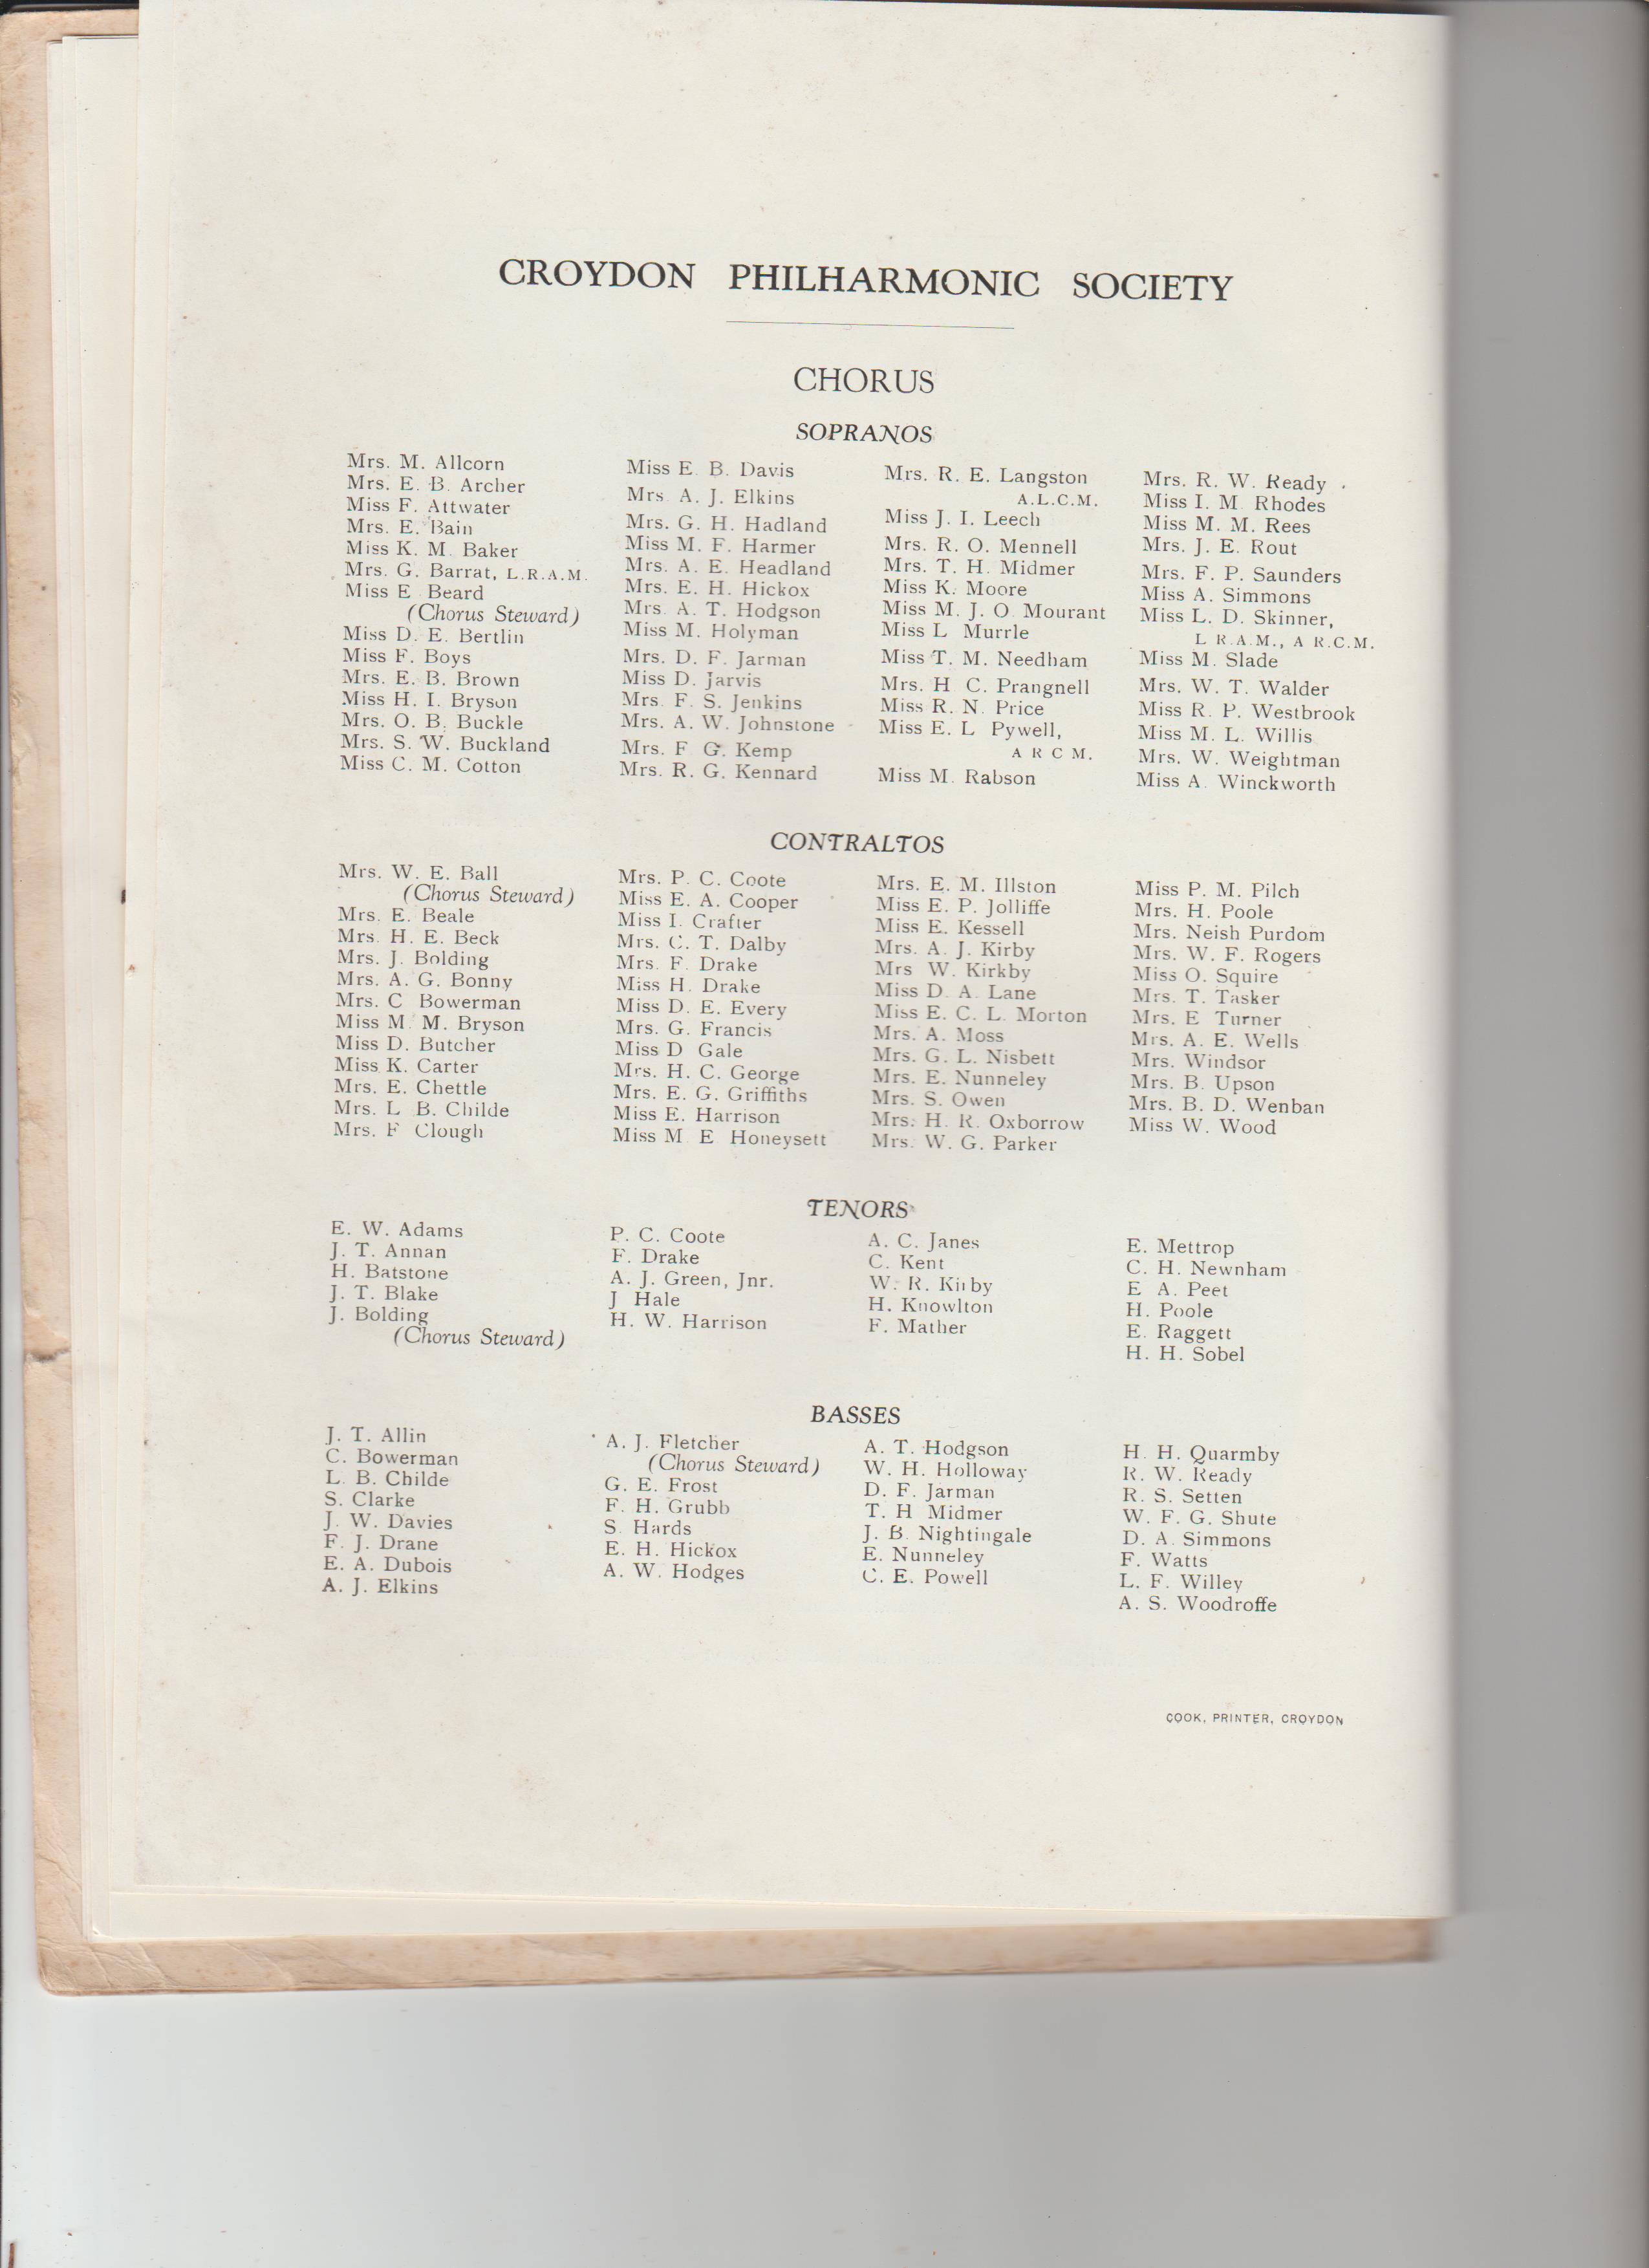 CROYDON PHILHARMONIC SOCIETY
CHORUS
SOPRANOS
Mrs. M. Allcorn
Mrs. E. B. Archer
Miss F. Attwater
Mrs. E. Bain
Miss K. M. Baker
Mrs. G. Barrat, L.R.A.M.
Miss E Beard
(Chorus Steward)
Miss D. E. Bertlin
Miss F. Boys
Mrs. E. B. Brown
Miss H. I. Bryson
Mrs. O. B. Buckle
Mrs. S. W. Buckland
Miss C. M. Cotton
Miss E. B. Davis
Mrs A. J. Elkins
Mrs. G. H. Hadland
Miss M. F. Harmer
Mrs. A. E. Headland
Mrs. E. H. Hickox
Mrs. A. T. Hodgson
Miss M. Holyman
Mrs. D. F. Jarman
Miss D. Jarvis
Mrs. F. S. Jenkins
Mrs. A. W. Johnstone
Mrs. F G. Kemp
Mrs. R. G. Kennard
Mrs. R. E. Langston
A.L.C.M.
Miss J. I. Leech
Mrs. R. O. Mennell
Mrs. T. H. Midmer
Miss K. Moore
Miss M. J. O. Mourant
Miss L Murrle
Miss T. M. Needham
Mrs. H C. Prangnell
Miss R. N. Price
Miss E. L Pywell,
A R C M.
Miss M. Rabson
Mrs. R. W. Ready
Miss I. M. Rhodes
Miss M. M. Rees
Mrs. J. E. Rout
Mrs. F. P. Saunders
Miss A. Simmons
Miss L. D. Skinner,
L R.A.M., A R.C.M.
Miss M. Slade
Mrs. W. T. Walder
Miss R. P. Westbrook
Miss M. L. Willis
Mrs. W. Weightman
Miss A. Winckworth
CONTRALTOS
Mrs. W. E. Ball
(Chorus Steward)
Mrs. E. Beale
Mrs. H. E. Beck
Mrs. J. Bolding
Mrs. A. G. Bonny
Mrs. C Bowerman
Miss M. M. Bryson
Miss D. Butcher
Miss K. Carter
Mrs. E. Chettle
Mrs. L B. Childe
Mrs. F Clough
Mrs. P. C. Coote
Miss E. A. Cooper
Miss I. Crafter
Mrs. C. T. Dalby
Mrs. F. Drake
Miss H. Drake
Miss D. E. Every
Mrs. G. Francis
Miss D Gale
Mrs. H. C. George
Mrs. E. G. Griffiths
Miss E. Harrison
Miss M E Honeysett
Mrs. E. M. Illston
Miss E. P. Jolliffe
Miss E. Kessell
Mrs. A. J. Kirby
Mrs W. Kirkby
Miss D. A. Lane
Miss E. C. L. Morton
Mrs. A. Moss
Mrs. G. L. Nisbett
Mrs. E. Nunneley
Mrs. S. Owen
Mrs. H. R. Oxborrow
Mrs. W. G. Parker
Miss P. M. Pilch
Mrs. H. Poole
Mrs. Neish Purdom
Mrs. W. F. Rogers
Miss O. Squire
Mrs. T. Tasker
Mrs. E Turner
Mrs. A. E. Wells
Mrs. Windsor
Mrs. B. Upson
Mrs. B. D. Wenban
Miss W. Wood
TENORS
E. W. Adams
J. T. Annan
H. Batstone
J. T. Blake
J. Bolding
(Chorus Steward)
P. C. Coote
F. Drake
A. J. Green, Jnr.
J Hale
H. W. Harrison
A. C. Janes
C. Kent
W. R. Kirby
H. Knowlton
F. Mather
E. Mettrop
C. H. Newnham
E A. Peet
H. Poole
E. Raggett
H. H. Sobel
BASSES
J. T. Allin
C. Bowerman
L. B. Childe
S. Clarke
J. W. Davies
F. J. Drane
E. A. Dubois
A. J. Elkins
A. J. Fletcher
(Chorus Steward)
G. E. Frost
F. H. Grubb
S. Hards
E. H. Hickox
A. W. Hodges
A. T. Hodgson
W. H. Holloway
D. F. Jarman
T. H Midmer
J. B. Nightingale
E. Nunneley
C. E. Powell
H. H. Quarmby
R. W. Ready
R. S. Setten
W. F. G. Shute
D. A. Simmons
F. Watts
L. F. Willey
A. S. Woodroffe
COOK, PRINTER, CROYDON